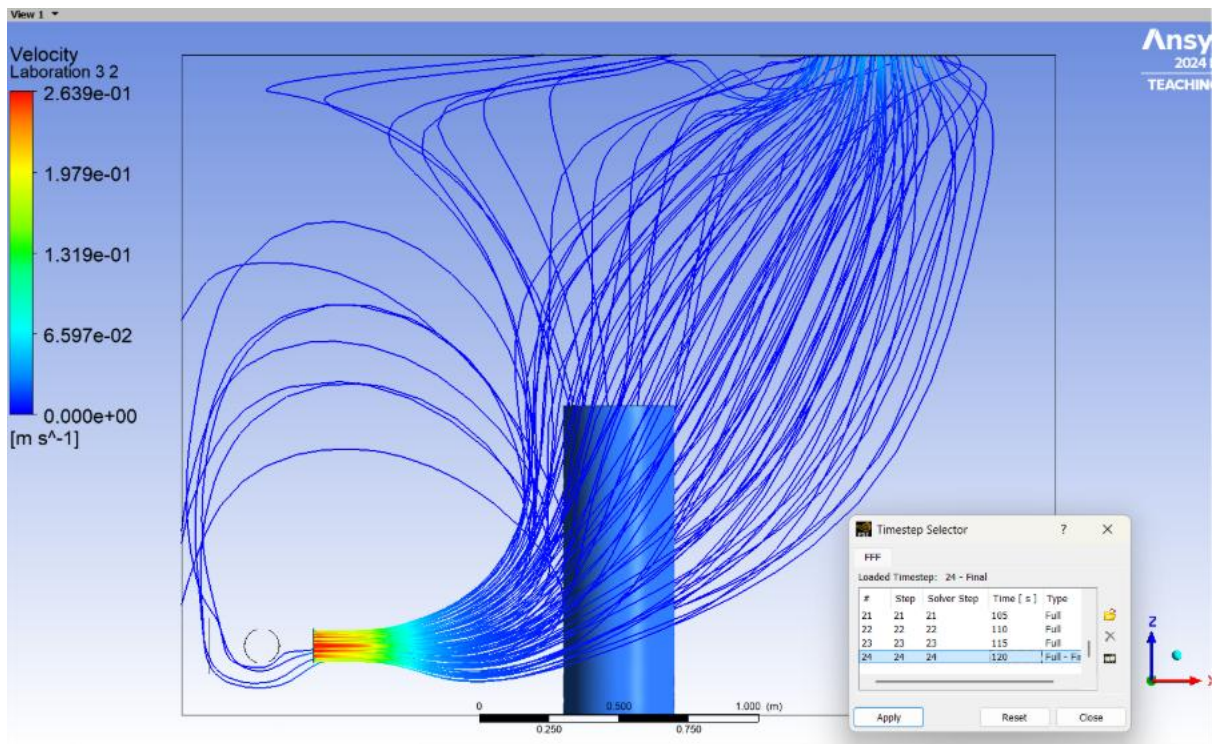 View 1
Velocity
Laboration 3 2
2.639e-01
1.979e-01
1.319e-01
6.597e-02
0.000e+00
[m s^-1]
Ansy
2024
TEACHING
0 0.500 1.000 (m)
0.250 0.750
Timestep Selector ? ×
FFF
Loaded Timestep: 24 - Final
# Step Solver Step Time [ s ] Type
21 21 21 105 Full
22 22 22 110 Full
23 23 23 115 Full
24 24 24 120 Full - Fi
Apply Reset Close
Z
X